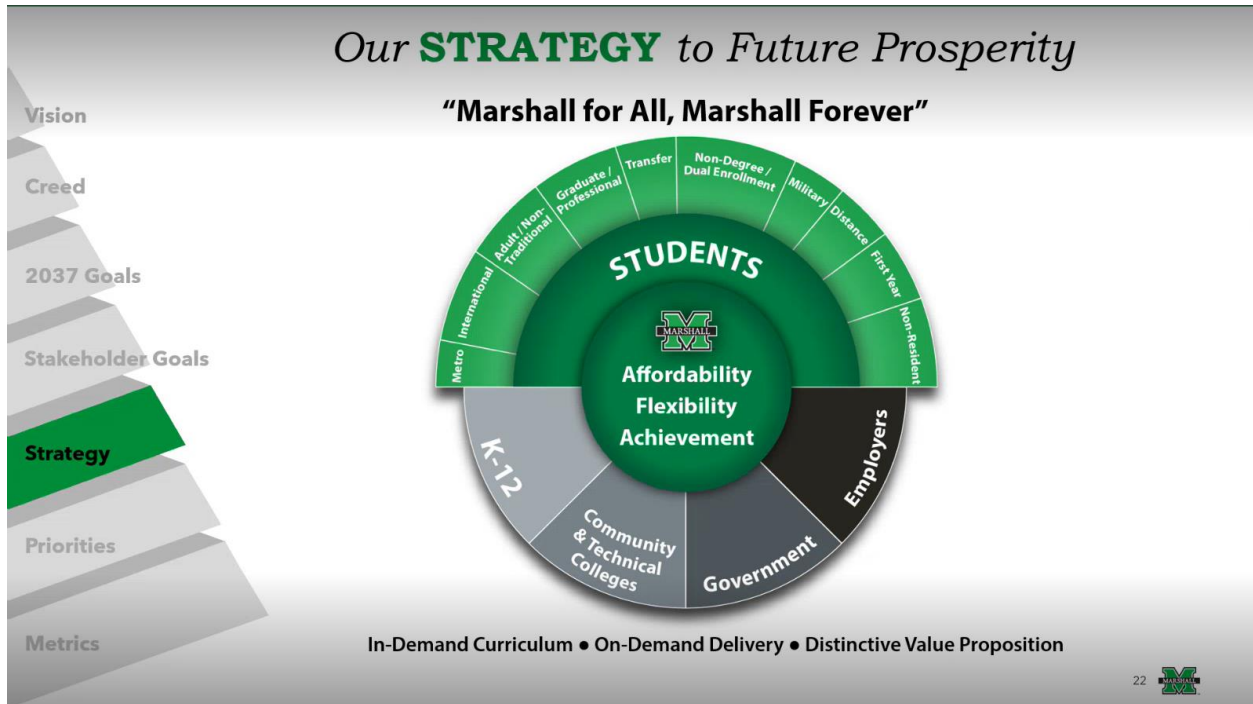 Our STRATEGY to Future Prosperity
“Marshall for All, Marshall Forever”
Vision
Creed
2037 Goals
Stakeholder Goals
Strategy
Priorities
Metrics
Metro
International
Adult / Non-
Traditional
Graduate /
Professional
Transfer
Non-Degree /
Dual Enrollment
Military
Distance
First Year
Non-Resident
STUDENTS
MARSHALL
Affordability
Flexibility
Achievement
K-12
Community
& Technical
Colleges
Government
Employers
In-Demand Curriculum ● On-Demand Delivery ● Distinctive Value Proposition
22
MARSHALL